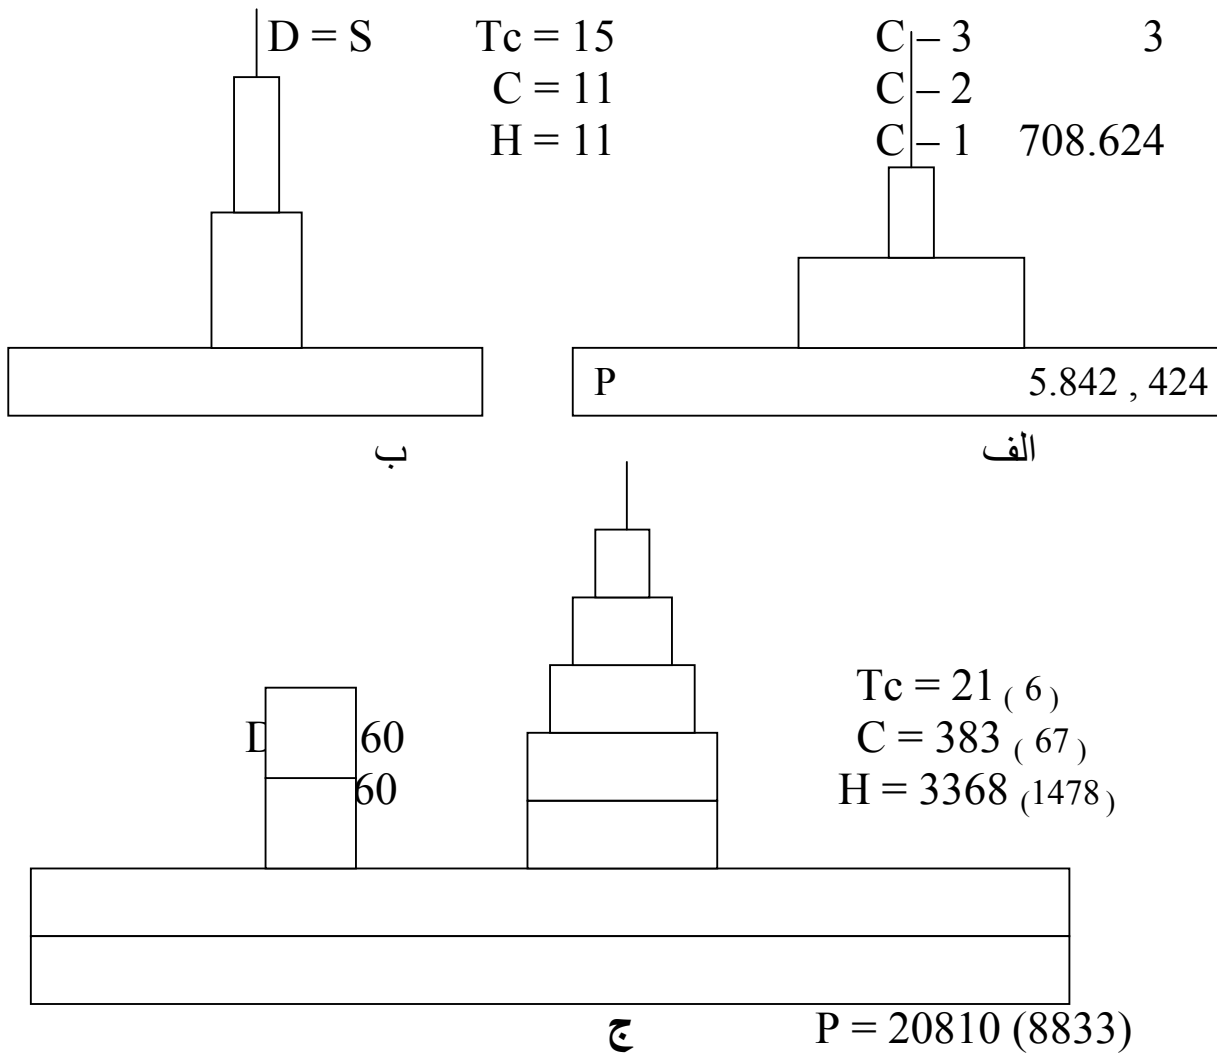 D = S
Tc = 15
C = 11
H = 11
C – 3 3
C – 2
C – 1 708.624
P 5.842 , 424
ب
الف
60
60
Tc = 21 ( 6 )
C = 383 ( 67 )
H = 3368 (1478 )
ج
P = 20810 (8833)